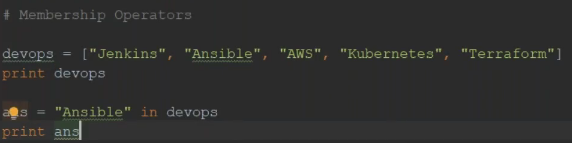 # Membership Operators
devops = ["Jenkins", "Ansible", "AWS", "Kubernetes", "Terraform"]
print devops
ans = "Ansible" in devops
print ans